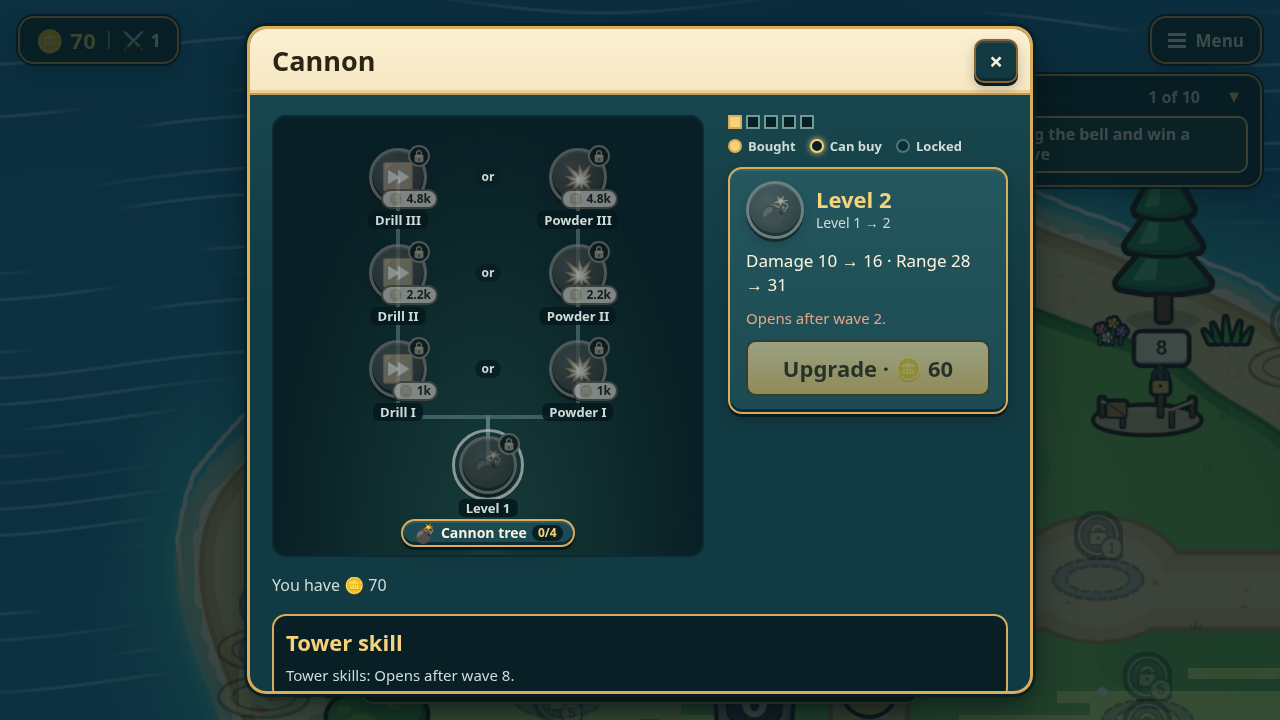 70 | ⚔ 1
Menu
1 of 10 ▼
g the bell and win a
ve
Cannon
×
4.8k
or
4.8k
Drill III
Powder III
2.2k
or
2.2k
Drill II
Powder II
1k
or
1k
Drill I
Powder I
Level 1
Cannon tree 0/4
Bought
Can buy
Locked
Level 2
Level 1 → 2
Damage 10 → 16 · Range 28
→ 31
Opens after wave 2.
Upgrade · 🪙 60
You have 🪙 70
Tower skill
Tower skills: Opens after wave 8.
8
1
5
5